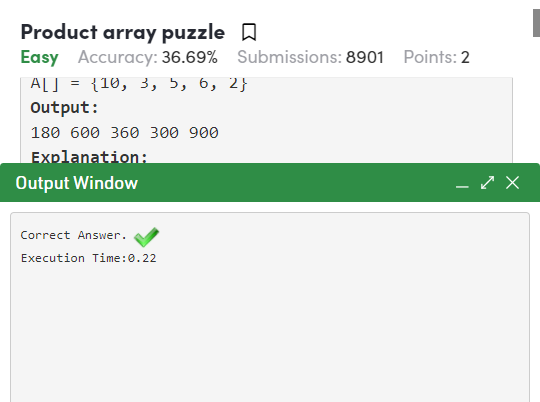 Product array puzzle
Easy Accuracy: 36.69% Submissions: 8901 Points: 2
A[] = {10, 3, 5, 6, 2}
Output:
180 600 360 300 900
Explanation:
Output Window
Correct Answer.
Execution Time:0.22